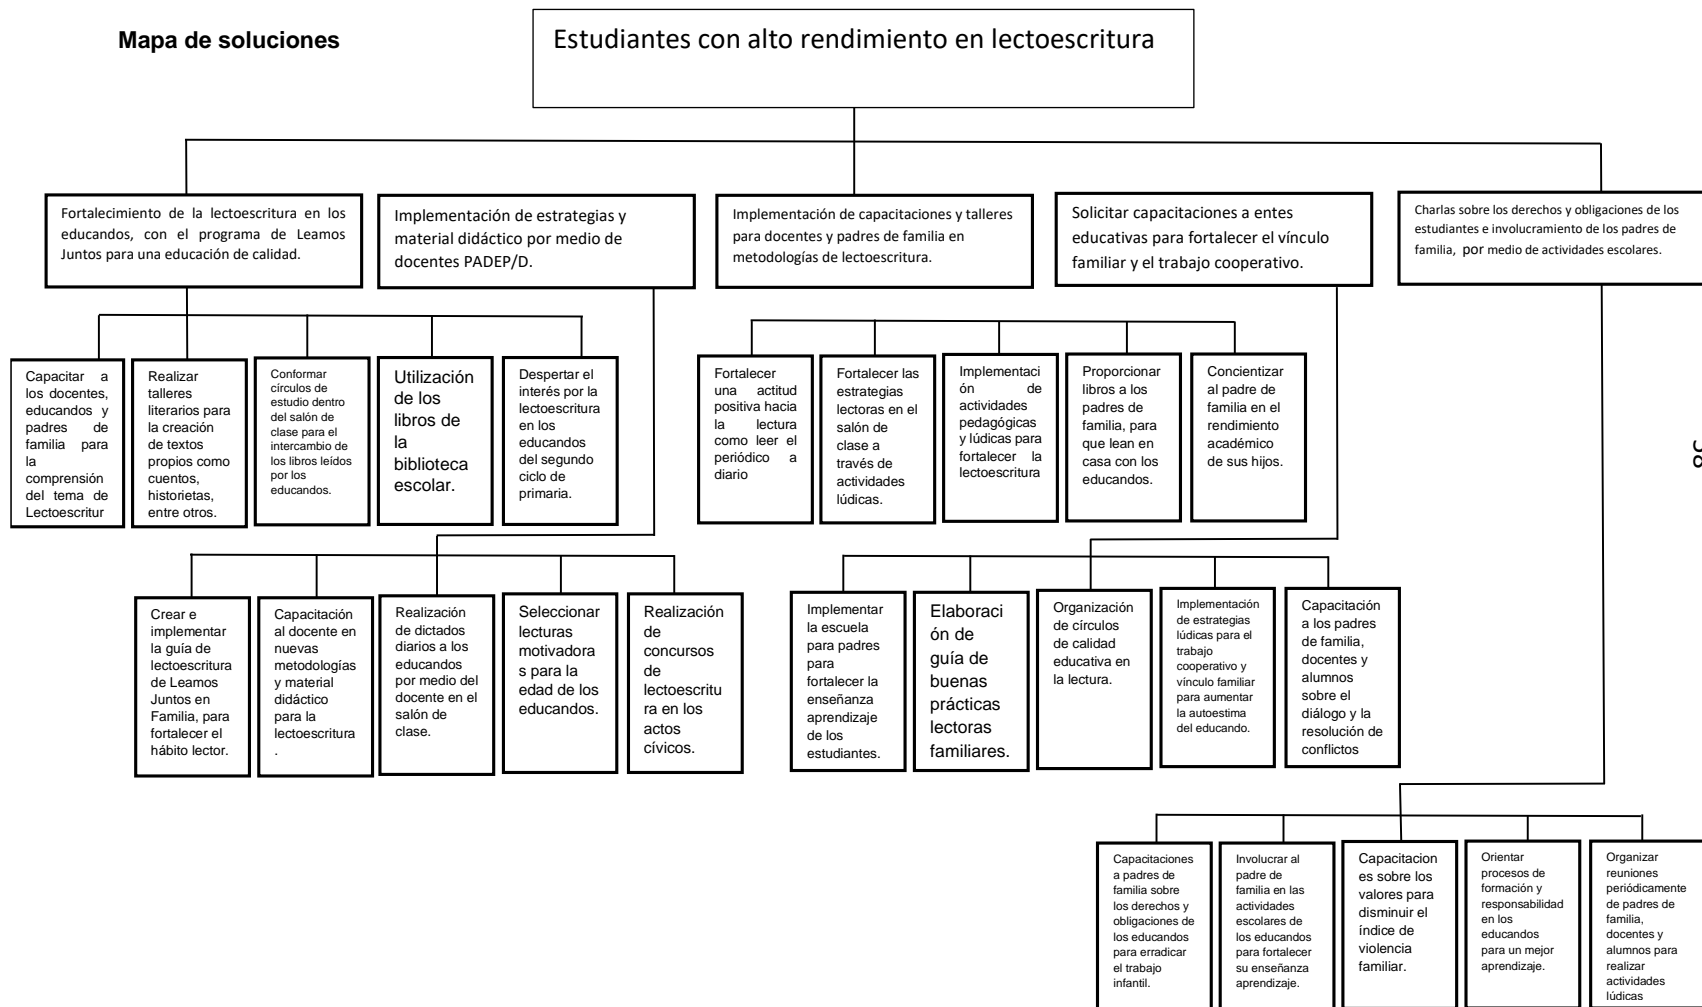 Mapa de soluciones
Estudiantes con alto rendimiento en lectoescritura
Fortalecimiento de la lectoescritura en los
educandos, con el programa de Leamos
Juntos para una educación de calidad.
Implementación de estrategias y
material didáctico por medio de
docentes PADEP/D.
Implementación de capacitaciones y talleres
para docentes y padres de familia en
metodologías de lectoescritura.
Solicitar capacitaciones a entes
educativas para fortalecer el vínculo
familiar y el trabajo cooperativo.
Charlas sobre los derechos y obligaciones de los
estudiantes e involucramiento de los padres de
familia, por medio de actividades escolares.
Capacitar a
los docentes,
educandos y
padres de
familia para
la
comprensión
del tema de
Lectoescritur
Realizar
talleres
literarios para
la creación
de textos
propios como
cuentos,
historietas,
entre otros.
Conformar
círculos de
estudio dentro
del salón de
clase para el
intercambio de
los libros leídos
por los
educandos.
Utilización
de los
libros de
la
biblioteca
escolar.
Despertar el
interés por la
lectoescritura
en los
educandos
del segundo
ciclo de
primaria.
Fortalecer
una actitud
positiva hacia
la lectura
como leer el
periódico a
diario
Fortalecer las
estrategias
lectoras en el
salón de
clase a
través de
actividades
lúdicas.
Implementaci
ón de
actividades
pedagógicas
y lúdicas para
fortalecer la
lectoescritura
Proporcionar
libros a los
padres de
familia, para
que lean en
casa con los
educandos.
Concientizar
al padre de
familia en el
rendimiento
académico
de sus hijos.
58
Crear e
implementar
la guía de
lectoescritura
de Leamos
Juntos en
Familia, para
fortalecer el
hábito lector.
Capacitación
al docente en
nuevas
metodologías
y material
didáctico
para la
lectoescritura
.
Realización
de dictados
diarios a los
educandos
por medio del
docente en el
salón de
clase.
Seleccionar
lecturas
motivadora
s para la
edad de los
educandos.
Realización
de
concursos
de
lectoescritu
ra en los
actos
cívicos.
Implementar
la escuela
para padres
para
fortalecer la
enseñanza
aprendizaje
de los
estudiantes.
Elaboraci
ón de
guía de
buenas
prácticas
lectoras
familiares.
Organización
de círculos
de calidad
educativa en
la lectura.
Implementación
de estrategias
lúdicas para el
trabajo
cooperativo y
vínculo familiar
para aumentar
la autoestima
del educando.
Capacitación
a los padres
de familia,
docentes y
alumnos
sobre el
diálogo y la
resolución de
conflictos
Capacitaciones
a padres de
familia sobre
los derechos y
obligaciones de
los educandos
para erradicar
el trabajo
infantil.
Involucrar al
padre de
familia en las
actividades
escolares de
los educandos
para fortalecer
su enseñanza
aprendizaje.
Capacitacion
es sobre los
valores para
disminuir el
índice de
violencia
familiar.
Orientar
procesos de
formación y
responsabilidad
en los
educandos
para un mejor
aprendizaje.
Organizar
reuniones
periódicamente
de padres de
familia,
docentes y
alumnos para
realizar
actividades
lúdicas